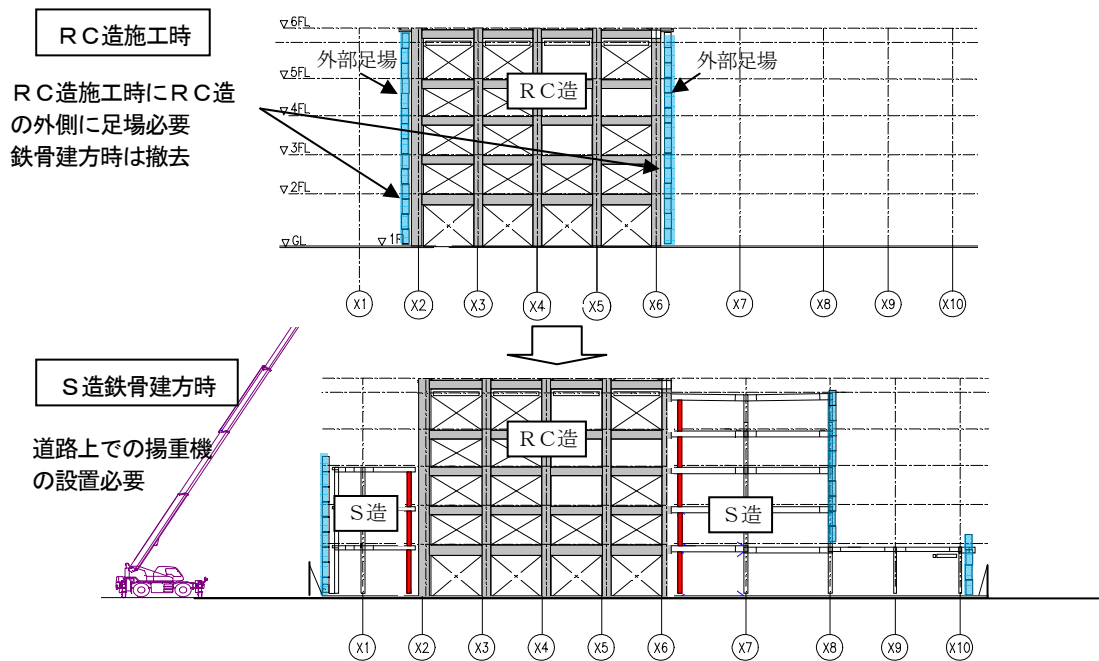 RC造施工時
RC造施工時にRC造
の外側に足場必要
鉄骨建方時は撤去
▽6FL
外部足場
外部足場
▽5FL
RC造
▽4FL
▽3FL
▽2FL
▽GL
▽1F
X1 X2 X3 X4 X5 X6 X7 X8 X9 X10
S造鉄骨建方時
道路上での揚重機
の設置必要
RC造
S造
S造
X1 X2 X3 X4 X5 X6 X7 X8 X9 X10